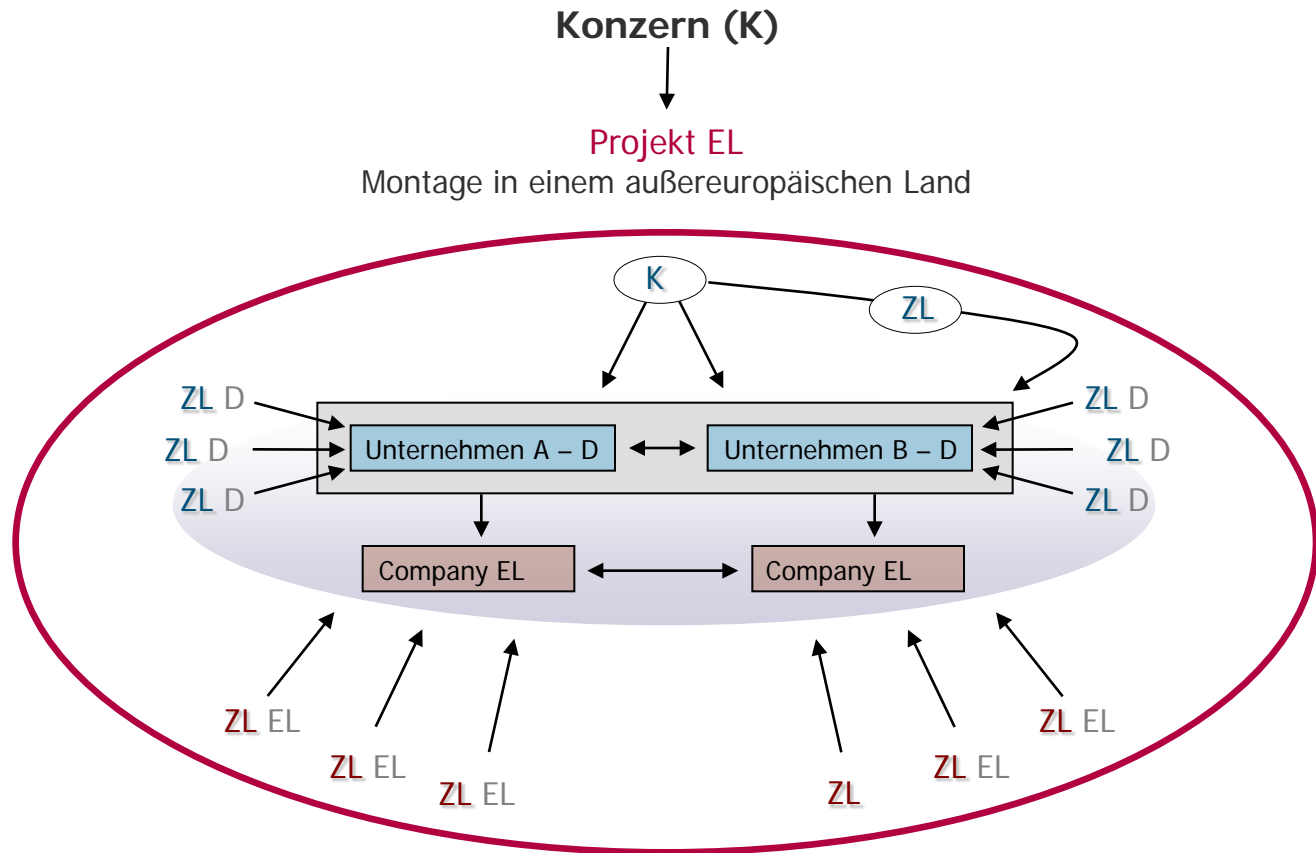 Konzern (K)
Projekt EL
Montage in einem außereuropäischen Land
K
ZL
ZL D
ZL D
Unternehmen A – D
Unternehmen B – D
ZL D
ZL D
ZL D
ZL D
Company EL
Company EL
ZL EL
ZL EL
ZL EL
ZL EL
ZL EL
ZL